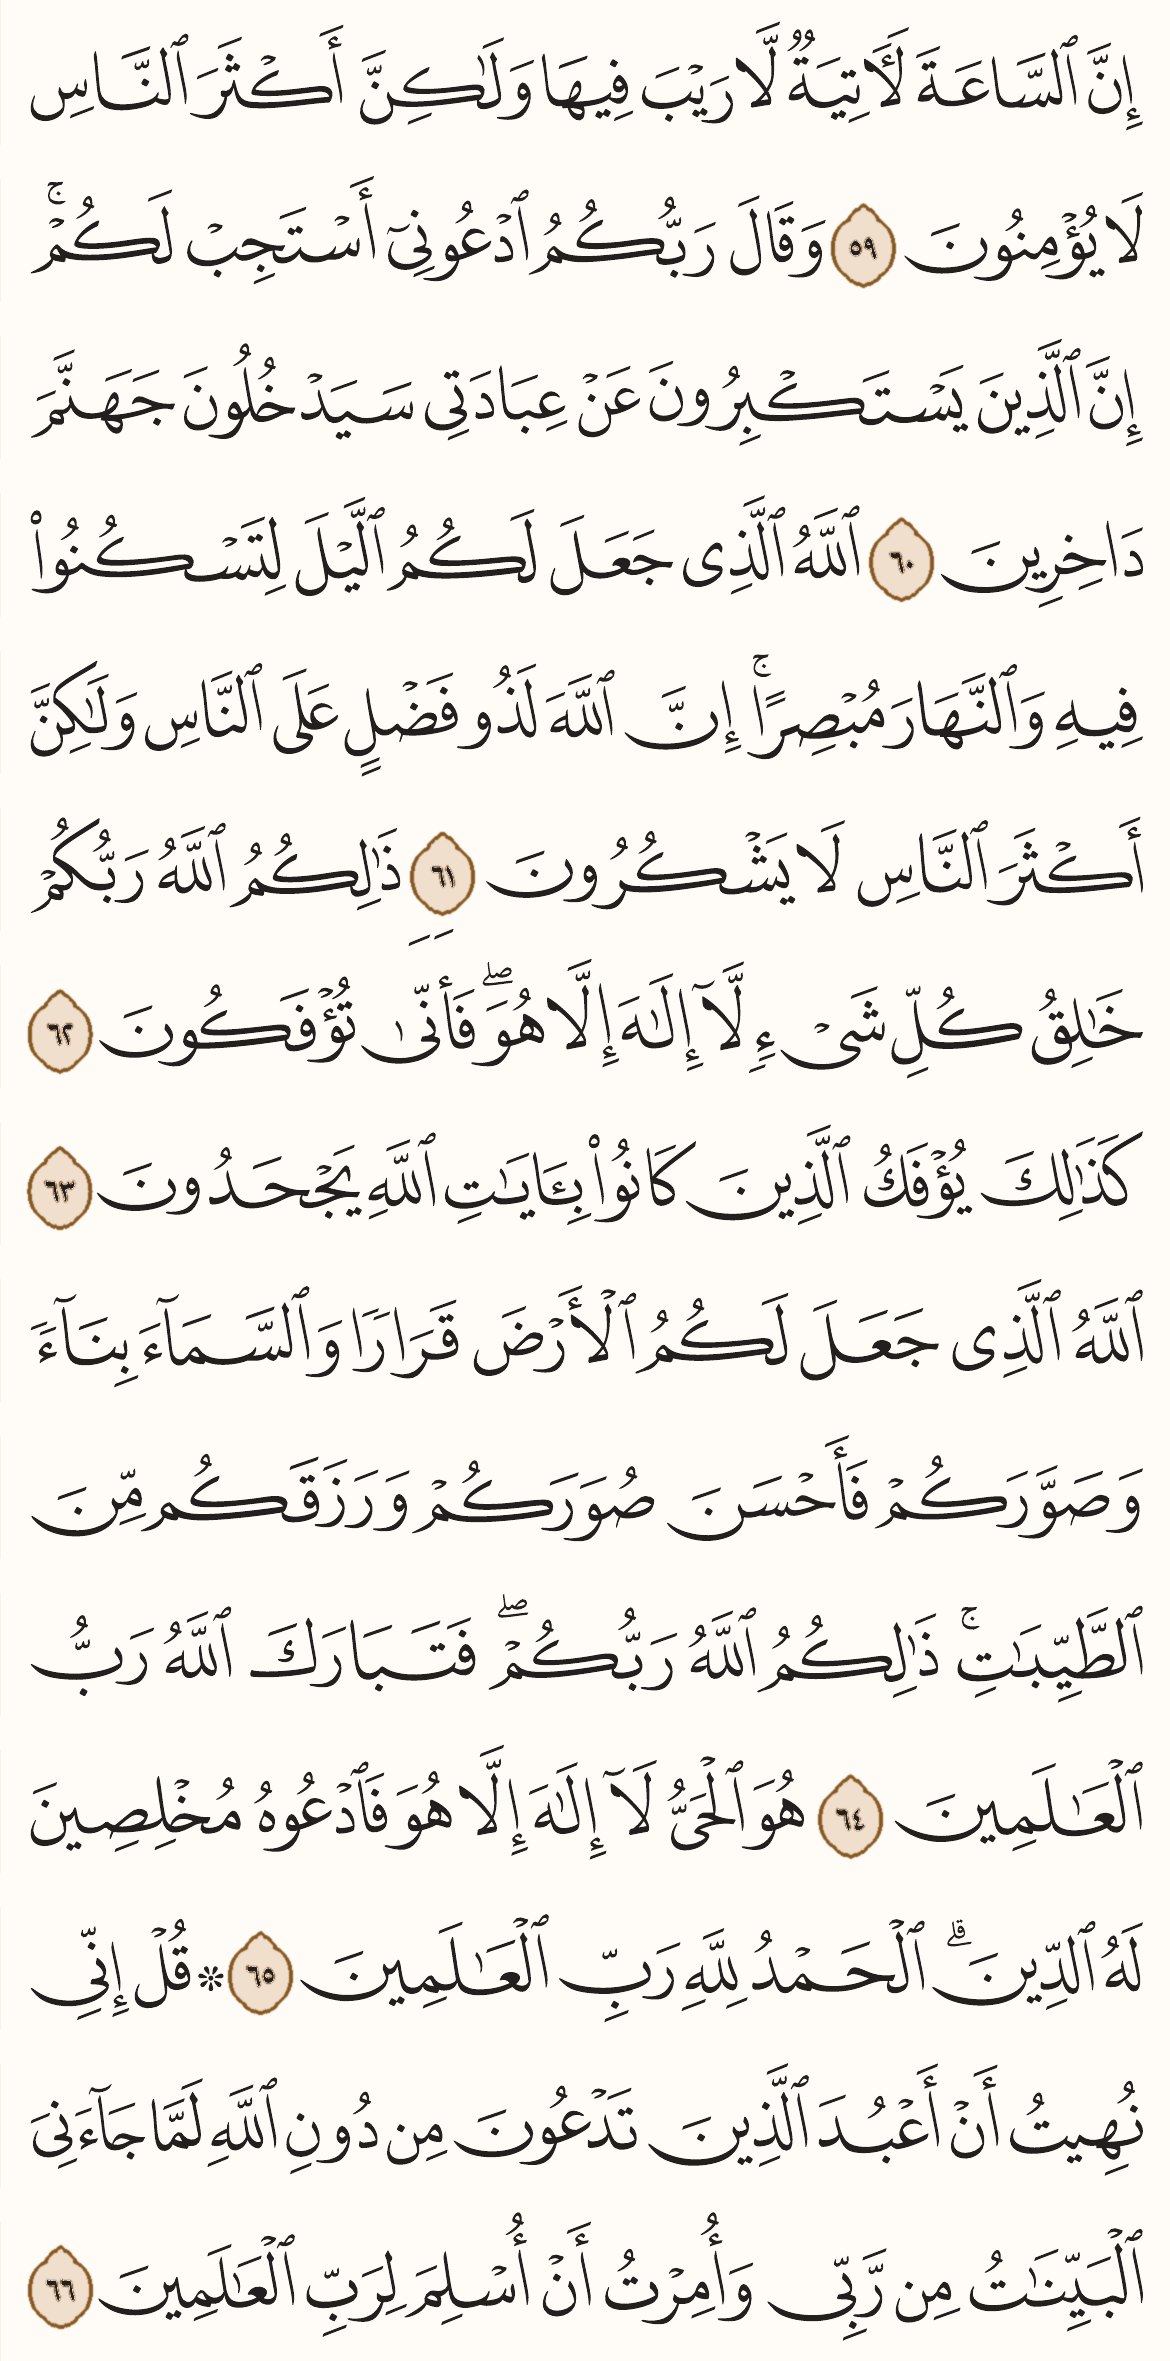 إِنَّ ٱلسَّاعَةَ لَأٓتِيَةٌ لَّا رَيْبَ فِيهَا وَلَـٰكِنَّ أَكْثَرَ ٱلنَّاسِ
لَا يُؤْمِنُونَ ٥٩ وَقَالَ رَبُّكُمُ ٱدْعُونِىٓ أَسْتَجِبْ لَكُمْ ۚ
إِنَّ ٱلَّذِينَ يَسْتَكْبِرُونَ عَنْ عِبَادَتِى سَيَدْخُلُونَ جَهَنَّمَ
دَاخِرِينَ ٦٠ ٱللَّهُ ٱلَّذِى جَعَلَ لَكُمُ ٱلَّيْلَ لِتَسْكُنُوا۟
فِيهِ وَٱلنَّهَارَ مُبْصِرًا ۚ إِنَّ ٱللَّهَ لَذُو فَضْلٍ عَلَى ٱلنَّاسِ وَلَـٰكِنَّ
أَكْثَرَ ٱلنَّاسِ لَا يَشْكُرُونَ ٦١ ذَٰلِكُمُ ٱللَّهُ رَبُّكُمْ
خَـٰلِقُ كُلِّ شَىْءٍ لَّآ إِلَـٰهَ إِلَّا هُوَ ۖ فَأَنَّىٰ تُؤْفَكُونَ ٦٢
كَذَٰلِكَ يُؤْفَكُ ٱلَّذِينَ كَانُوا۟ بِـَٔايَـٰتِ ٱللَّهِ يَجْحَدُونَ ٦٣
ٱللَّهُ ٱلَّذِى جَعَلَ لَكُمُ ٱلْأَرْضَ قَرَارًا وَٱلسَّمَآءَ بِنَآءً
وَصَوَّرَكُمْ فَأَحْسَنَ صُوَرَكُمْ وَرَزَقَكُم مِّنَ
ٱلطَّيِّبَـٰتِ ۚ ذَٰلِكُمُ ٱللَّهُ رَبُّكُمْ ۖ فَتَبَارَكَ ٱللَّهُ رَبُّ
ٱلْعَـٰلَمِينَ ٦٤ هُوَ ٱلْحَىُّ لَآ إِلَـٰهَ إِلَّا هُوَ فَٱدْعُوهُ مُخْلِصِينَ
لَهُ ٱلدِّينَ ۗ ٱلْحَمْدُ لِلَّهِ رَبِّ ٱلْعَـٰلَمِينَ ٦٥ ۞ قُلْ إِنِّى
نُهِيتُ أَنْ أَعْبُدَ ٱلَّذِينَ تَدْعُونَ مِن دُونِ ٱللَّهِ لَمَّا جَآءَنِىَ
ٱلْبَيِّنَـٰتُ مِن رَّبِّى وَأُمِرْتُ أَنْ أُسْلِمَ لِرَبِّ ٱلْعَـٰلَمِينَ ٦٦